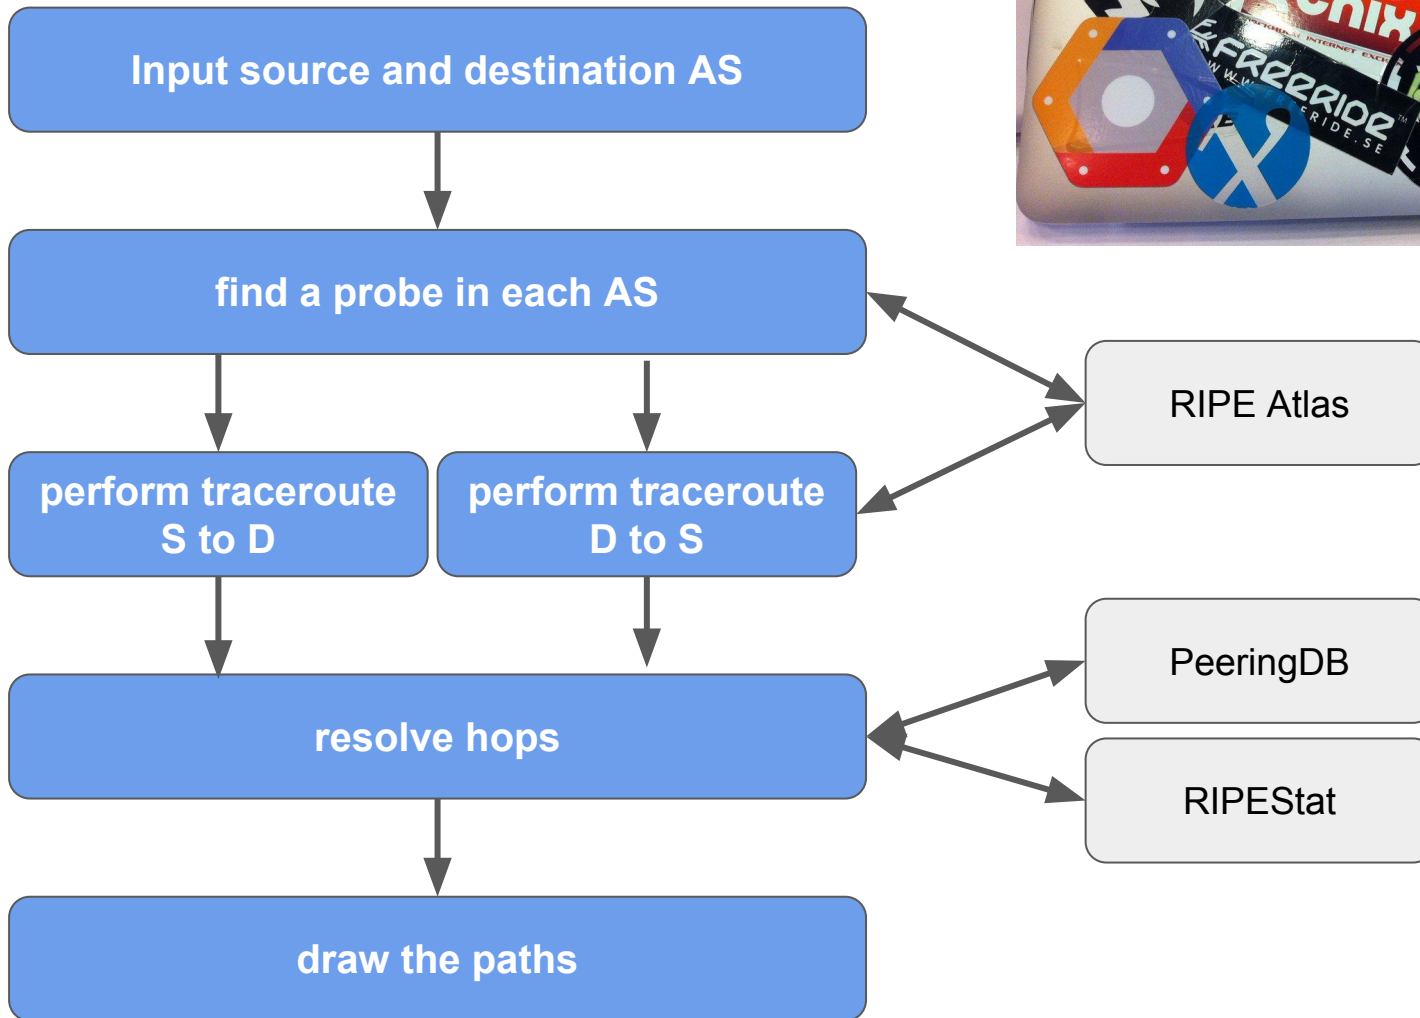 Input source and destination AS
find a probe in each AS
perform traceroute
S to D
perform traceroute
D to S
resolve hops
draw the paths
RIPE Atlas
PeeringDB
RIPEStat
INTERNET
FREERIDE